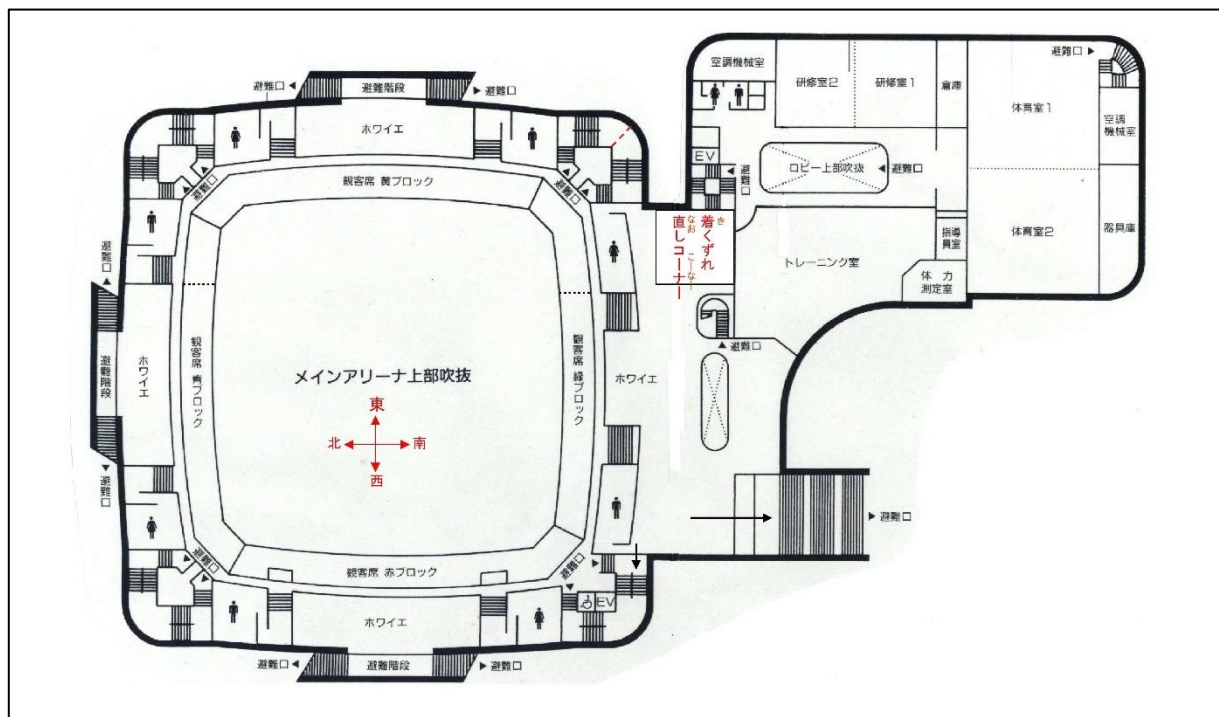 避難口
空調機械室
研修室2
研修室1
倉庫
体育室1
避難口
避難口
避難階段
避難口
ホワイエ
EV
避難口
ロビー上部吹抜
避難口
空調
機械室
観客席 黄ブロック
避難口
避難口
着くずれ
き
直しコーナー
なお こーなー
トレーニング室
指導
員室
体育室2
器具庫
体 力
測定室
避難口
避難階段
ホワイエ
観客席 青ブロック
メインアリーナ上部吹抜
東
北
南
西
観客席 緑ブロック
ホワイエ
避難口
避難口
避難口
避難口
観客席 赤ブロック
避難口
EV
ホワイエ
避難口
避難階段
避難口